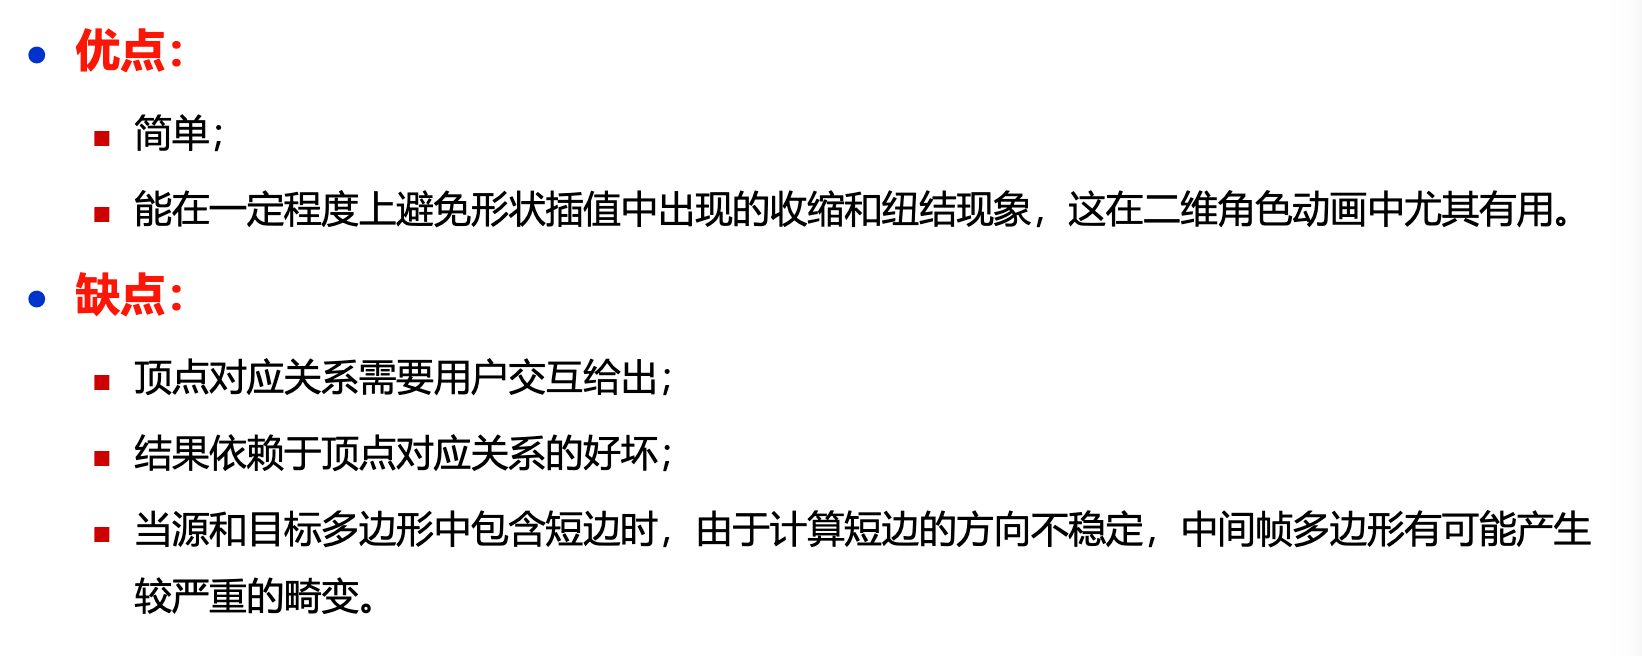 • 优点：
▪ 简单；
▪ 能在一定程度上避免形状插值中出现的收缩和纽结现象，这在二维角色动画中尤其有用。
• 缺点：
▪ 顶点对应关系需要用户交互给出；
▪ 结果依赖于顶点对应关系的好坏；
▪ 当源和目标多边形中包含短边时，由于计算短边的方向不稳定，中间帧多边形有可能产生
较严重的畸变。